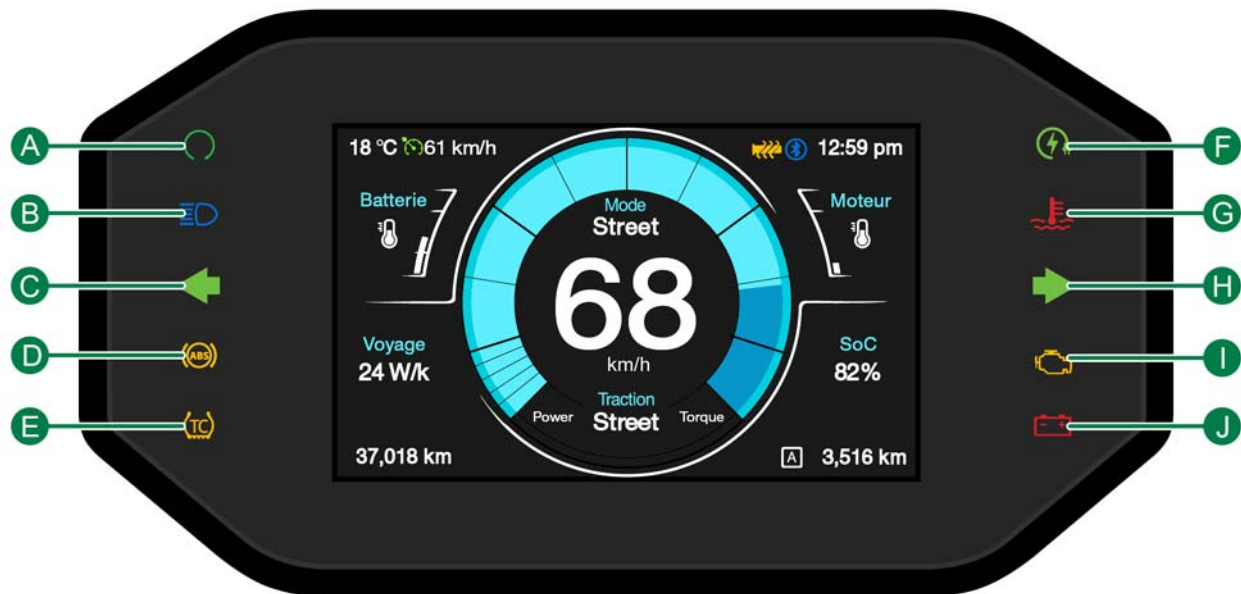 18 °C 61 km/h 12:59 pm
A
F
Batterie
Moteur
Mode
Street
B
G
68
km/h
C
H
Voyage
24 W/k
SoC
82%
D
ABS
I
Traction
Street
Power
Torque
E
TC
J
37,018 km
A 3,516 km